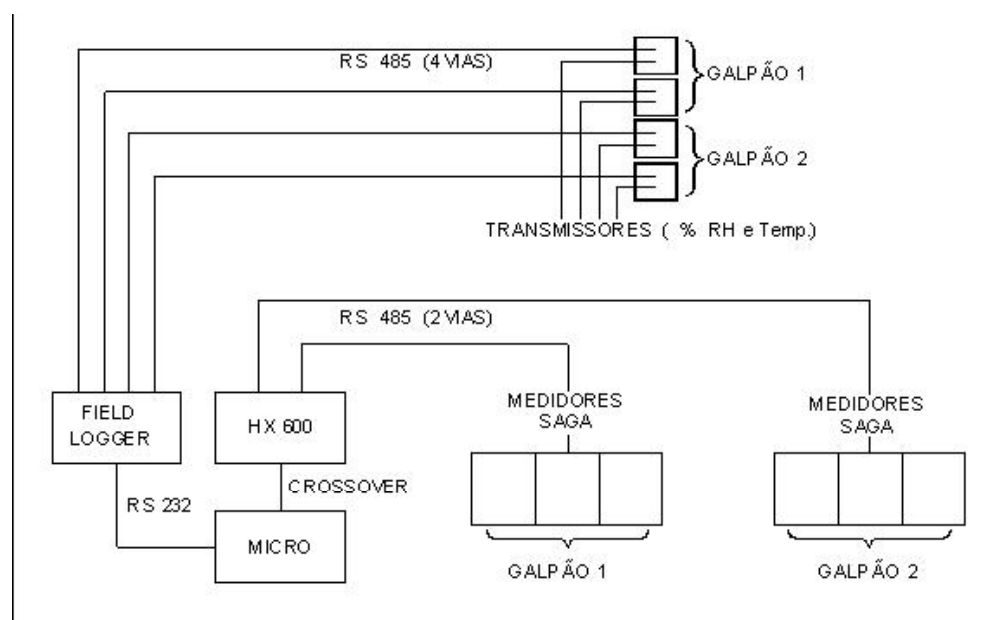 RS 485 (4 VIAS)
GALPÃO 1
GALPÃO 2
TRANSMISSORES ( % RH e Temp.)
RS 485 (2 VIAS)
FIELD
LOGGER
HX 600
MEDIDORES
SAGA
MEDIDORES
SAGA
RS 232
CROSSOVER
MICRO
GALPÃO 1
GALPÃO 2